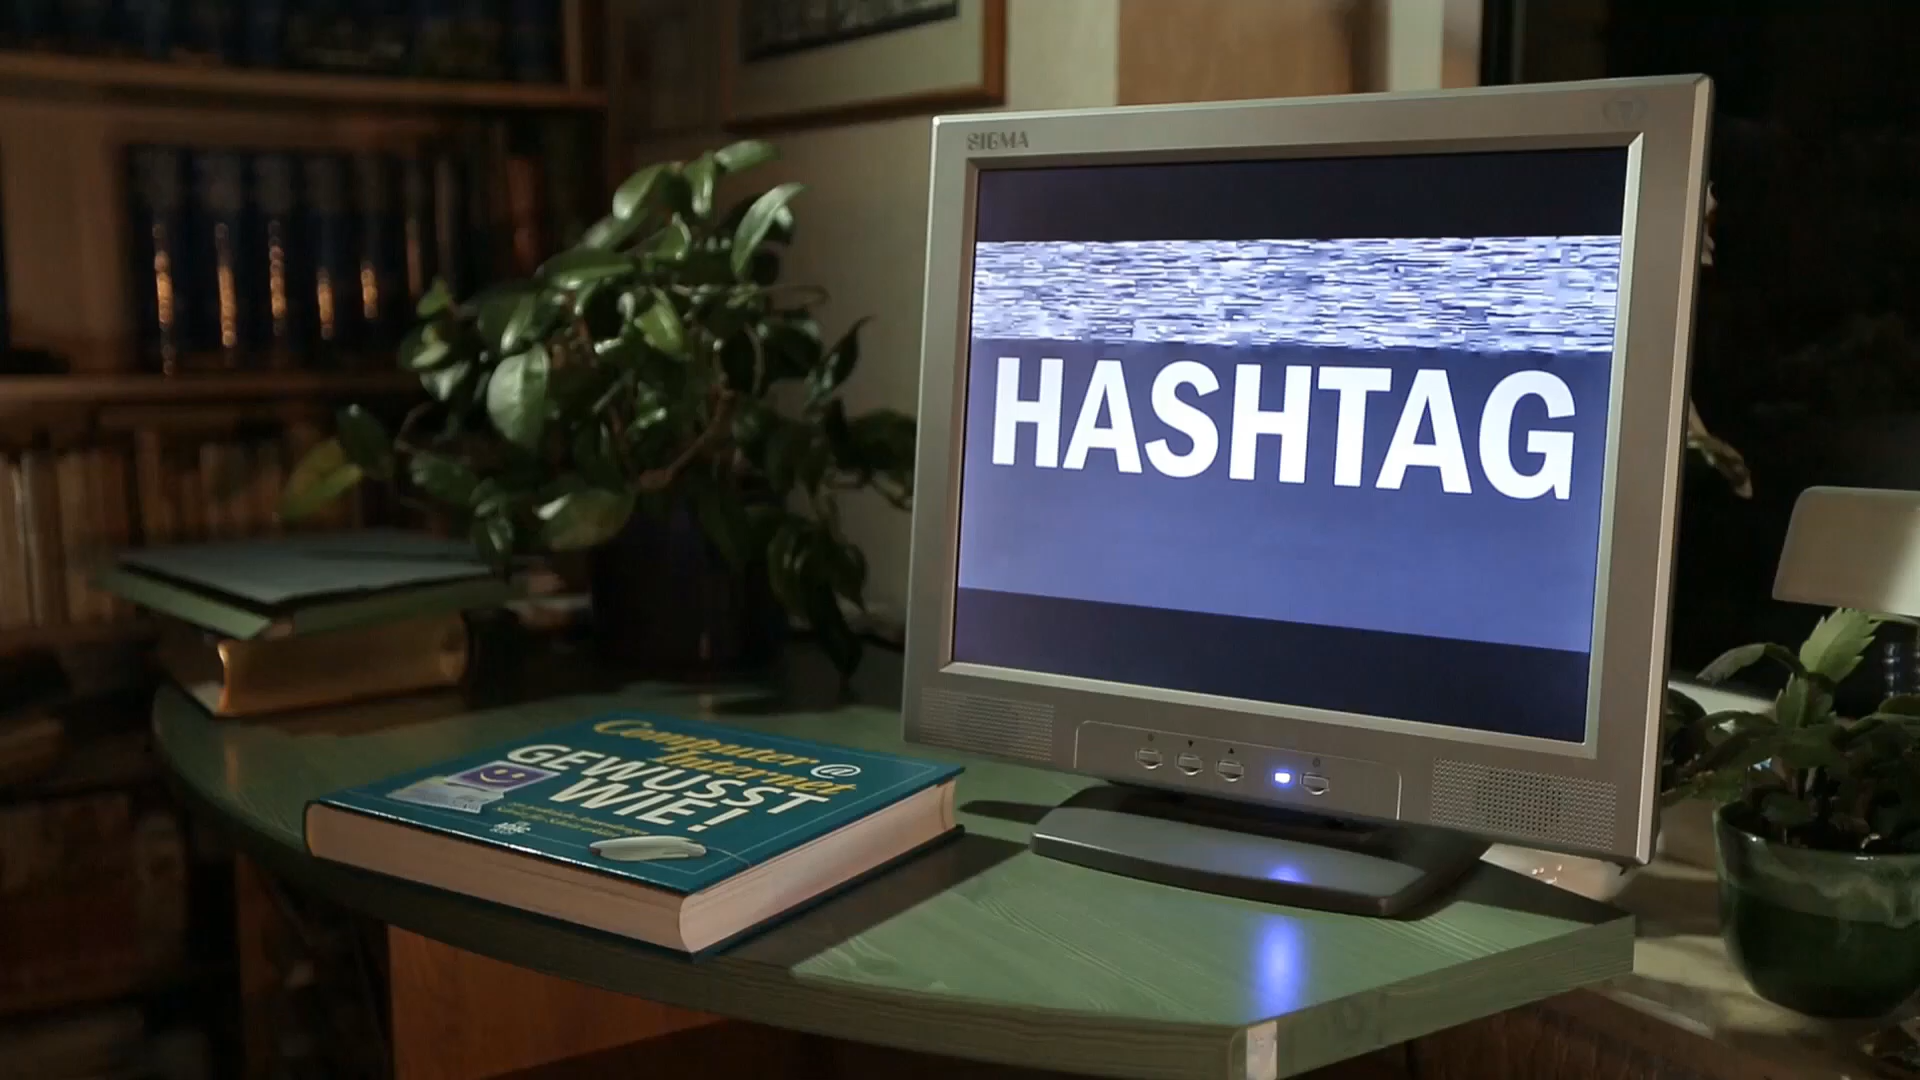 SIGMA
HASHTAG
Computer @
Internet
GEWUSST
WIE!